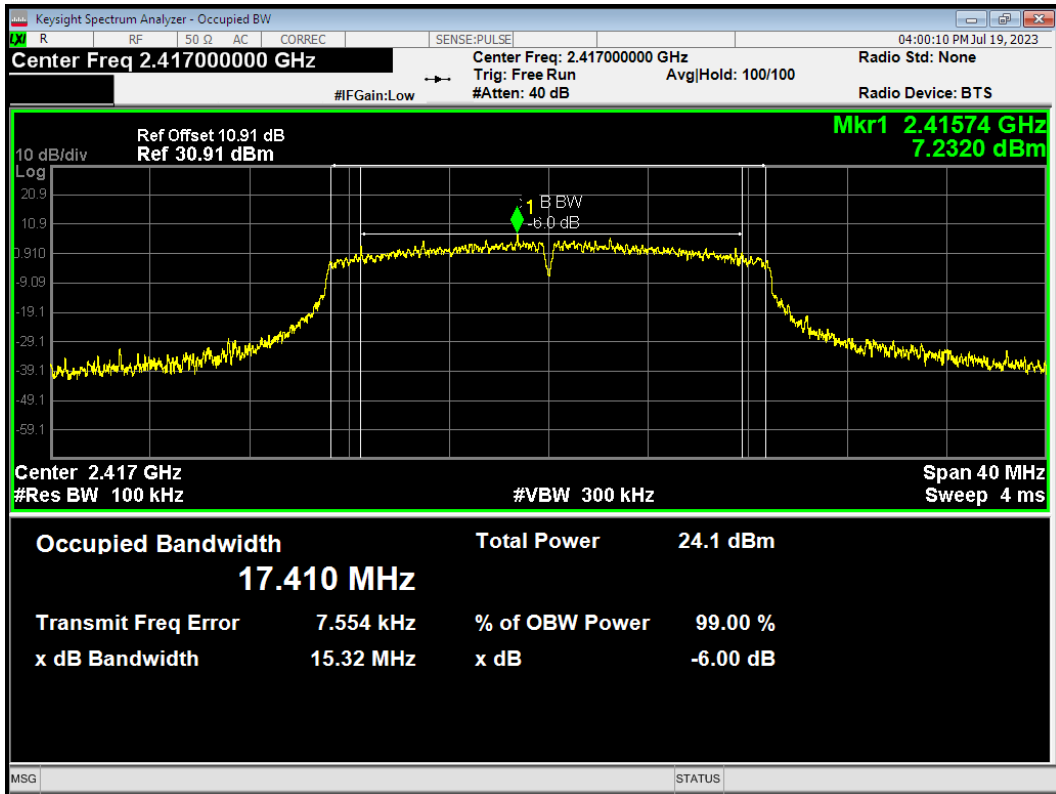 Keysight Spectrum Analyzer - Occupied BW
LXI R RF 50 Ω AC CORREC SENSE:PULSE 04:00:10 PM Jul 19, 2023
Center Freq 2.417000000 GHz
Center Freq: 2.417000000 GHz
Radio Std: None
Trig: Free Run Avg|Hold: 100/100
#IFGain:Low #Atten: 40 dB Radio Device: BTS
Mkr1 2.41574 GHz
7.2320 dBm
Ref Offset 10.91 dB
10 dB/div Ref 30.91 dBm
Log
20.9
10.9
0.910
-9.09
-19.1
-29.1
-39.1
-49.1
-59.1
1 B BW
-6.0 dB
Center 2.417 GHz Span 40 MHz
#Res BW 100 kHz #VBW 300 kHz Sweep 4 ms
Occupied Bandwidth Total Power 24.1 dBm
17.410 MHz
Transmit Freq Error 7.554 kHz % of OBW Power 99.00 %
x dB Bandwidth 15.32 MHz x dB -6.00 dB
MSG STATUS